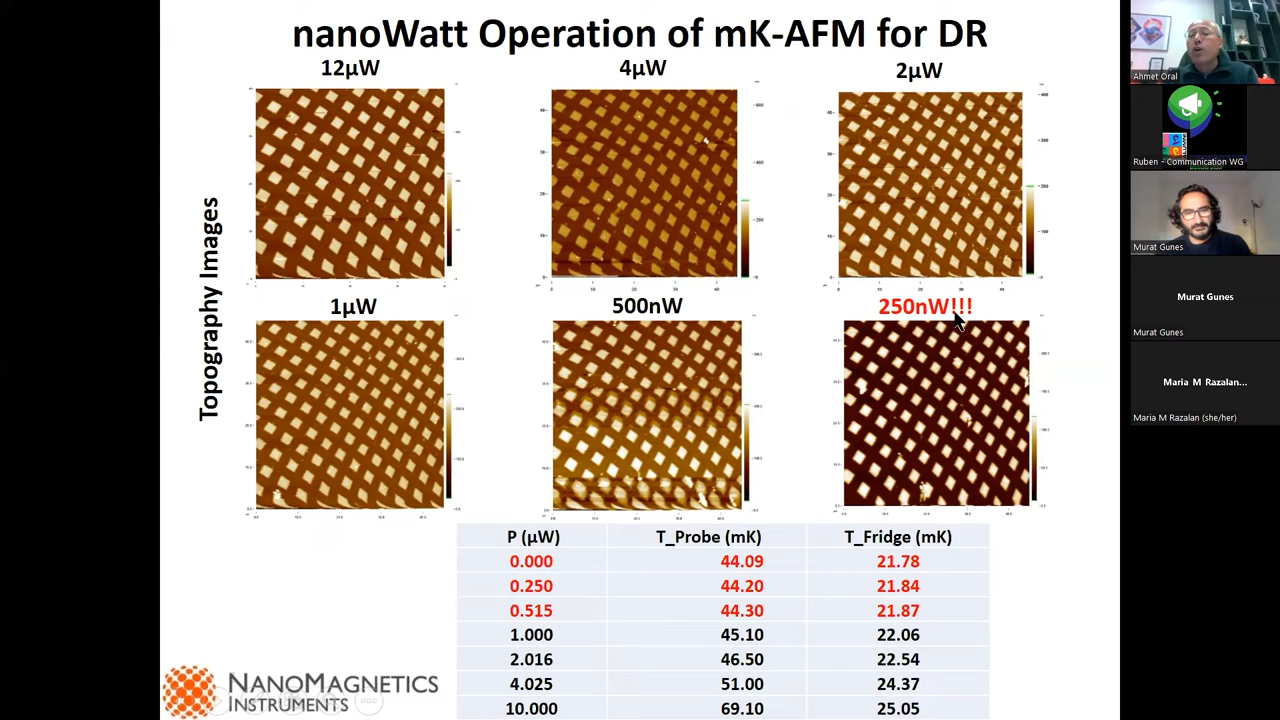 nanoWatt Operation of mK-AFM for DR
12µW
4µW
2µW
Topography Images
1µW
500nW
250nW!!!
P (µW) T_Probe (mK) T_Fridge (mK)
0.000 44.09 21.78
0.250 44.20 21.84
0.515 44.30 21.87
1.000 45.10 22.06
2.016 46.50 22.54
4.025 51.00 24.37
10.000 69.10 25.05
NANOMAGNETICS
INSTRUMENTS
Ahmet Oral
Ruben - Communication WG
Murat Gunes
Murat Gunes
Murat Gunes
Maria M Razalan...
Maria M Razalan (she/her)